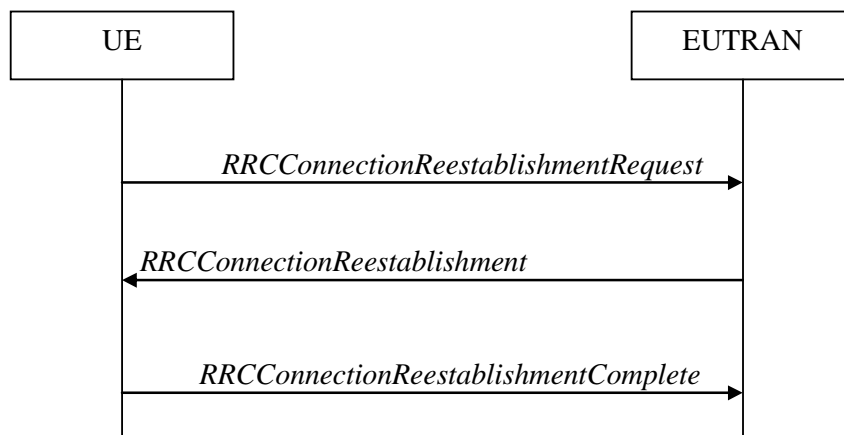 UE
EUTRAN
RRCConnectionReestablishmentRequest
RRCConnectionReestablishment
RRCConnectionReestablishmentComplete